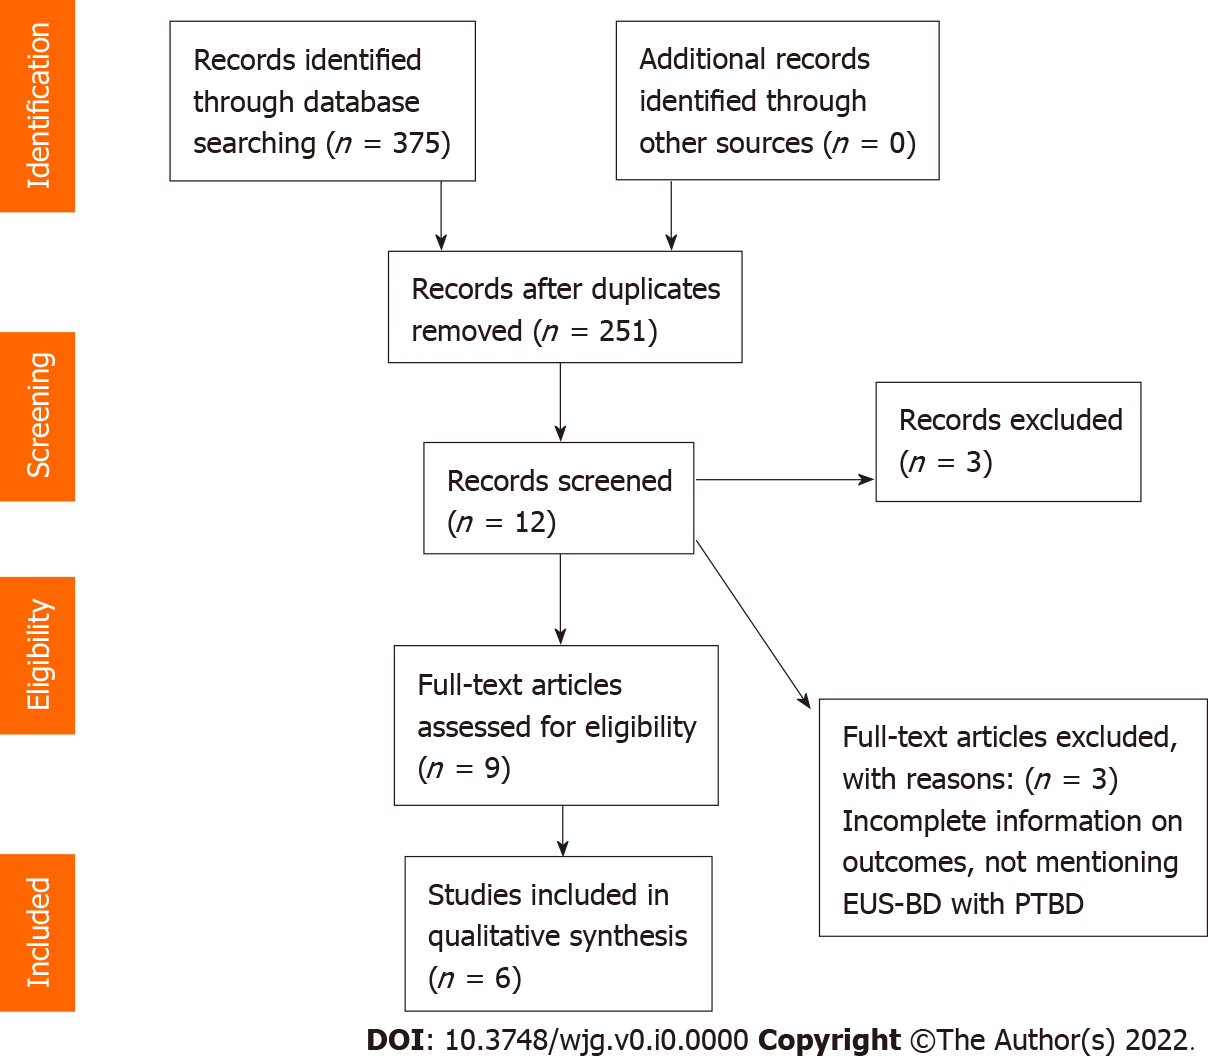 Identification
Records identified
through database
searching (n = 375)
Additional records
identified through
other sources (n = 0)
Records after duplicates
removed (n = 251)
Screening
Records screened
(n = 12)
Records excluded
(n = 3)
Eligibility
Full-text articles
assessed for eligibility
(n = 9)
Full-text articles excluded,
with reasons: (n = 3)
Incomplete information on
outcomes, not mentioning
EUS-BD with PTBD
Included
Studies included in
qualitative synthesis
(n = 6)
DOI: 10.3748/wjg.v0.i0.0000 Copyright ©The Author(s) 2022.